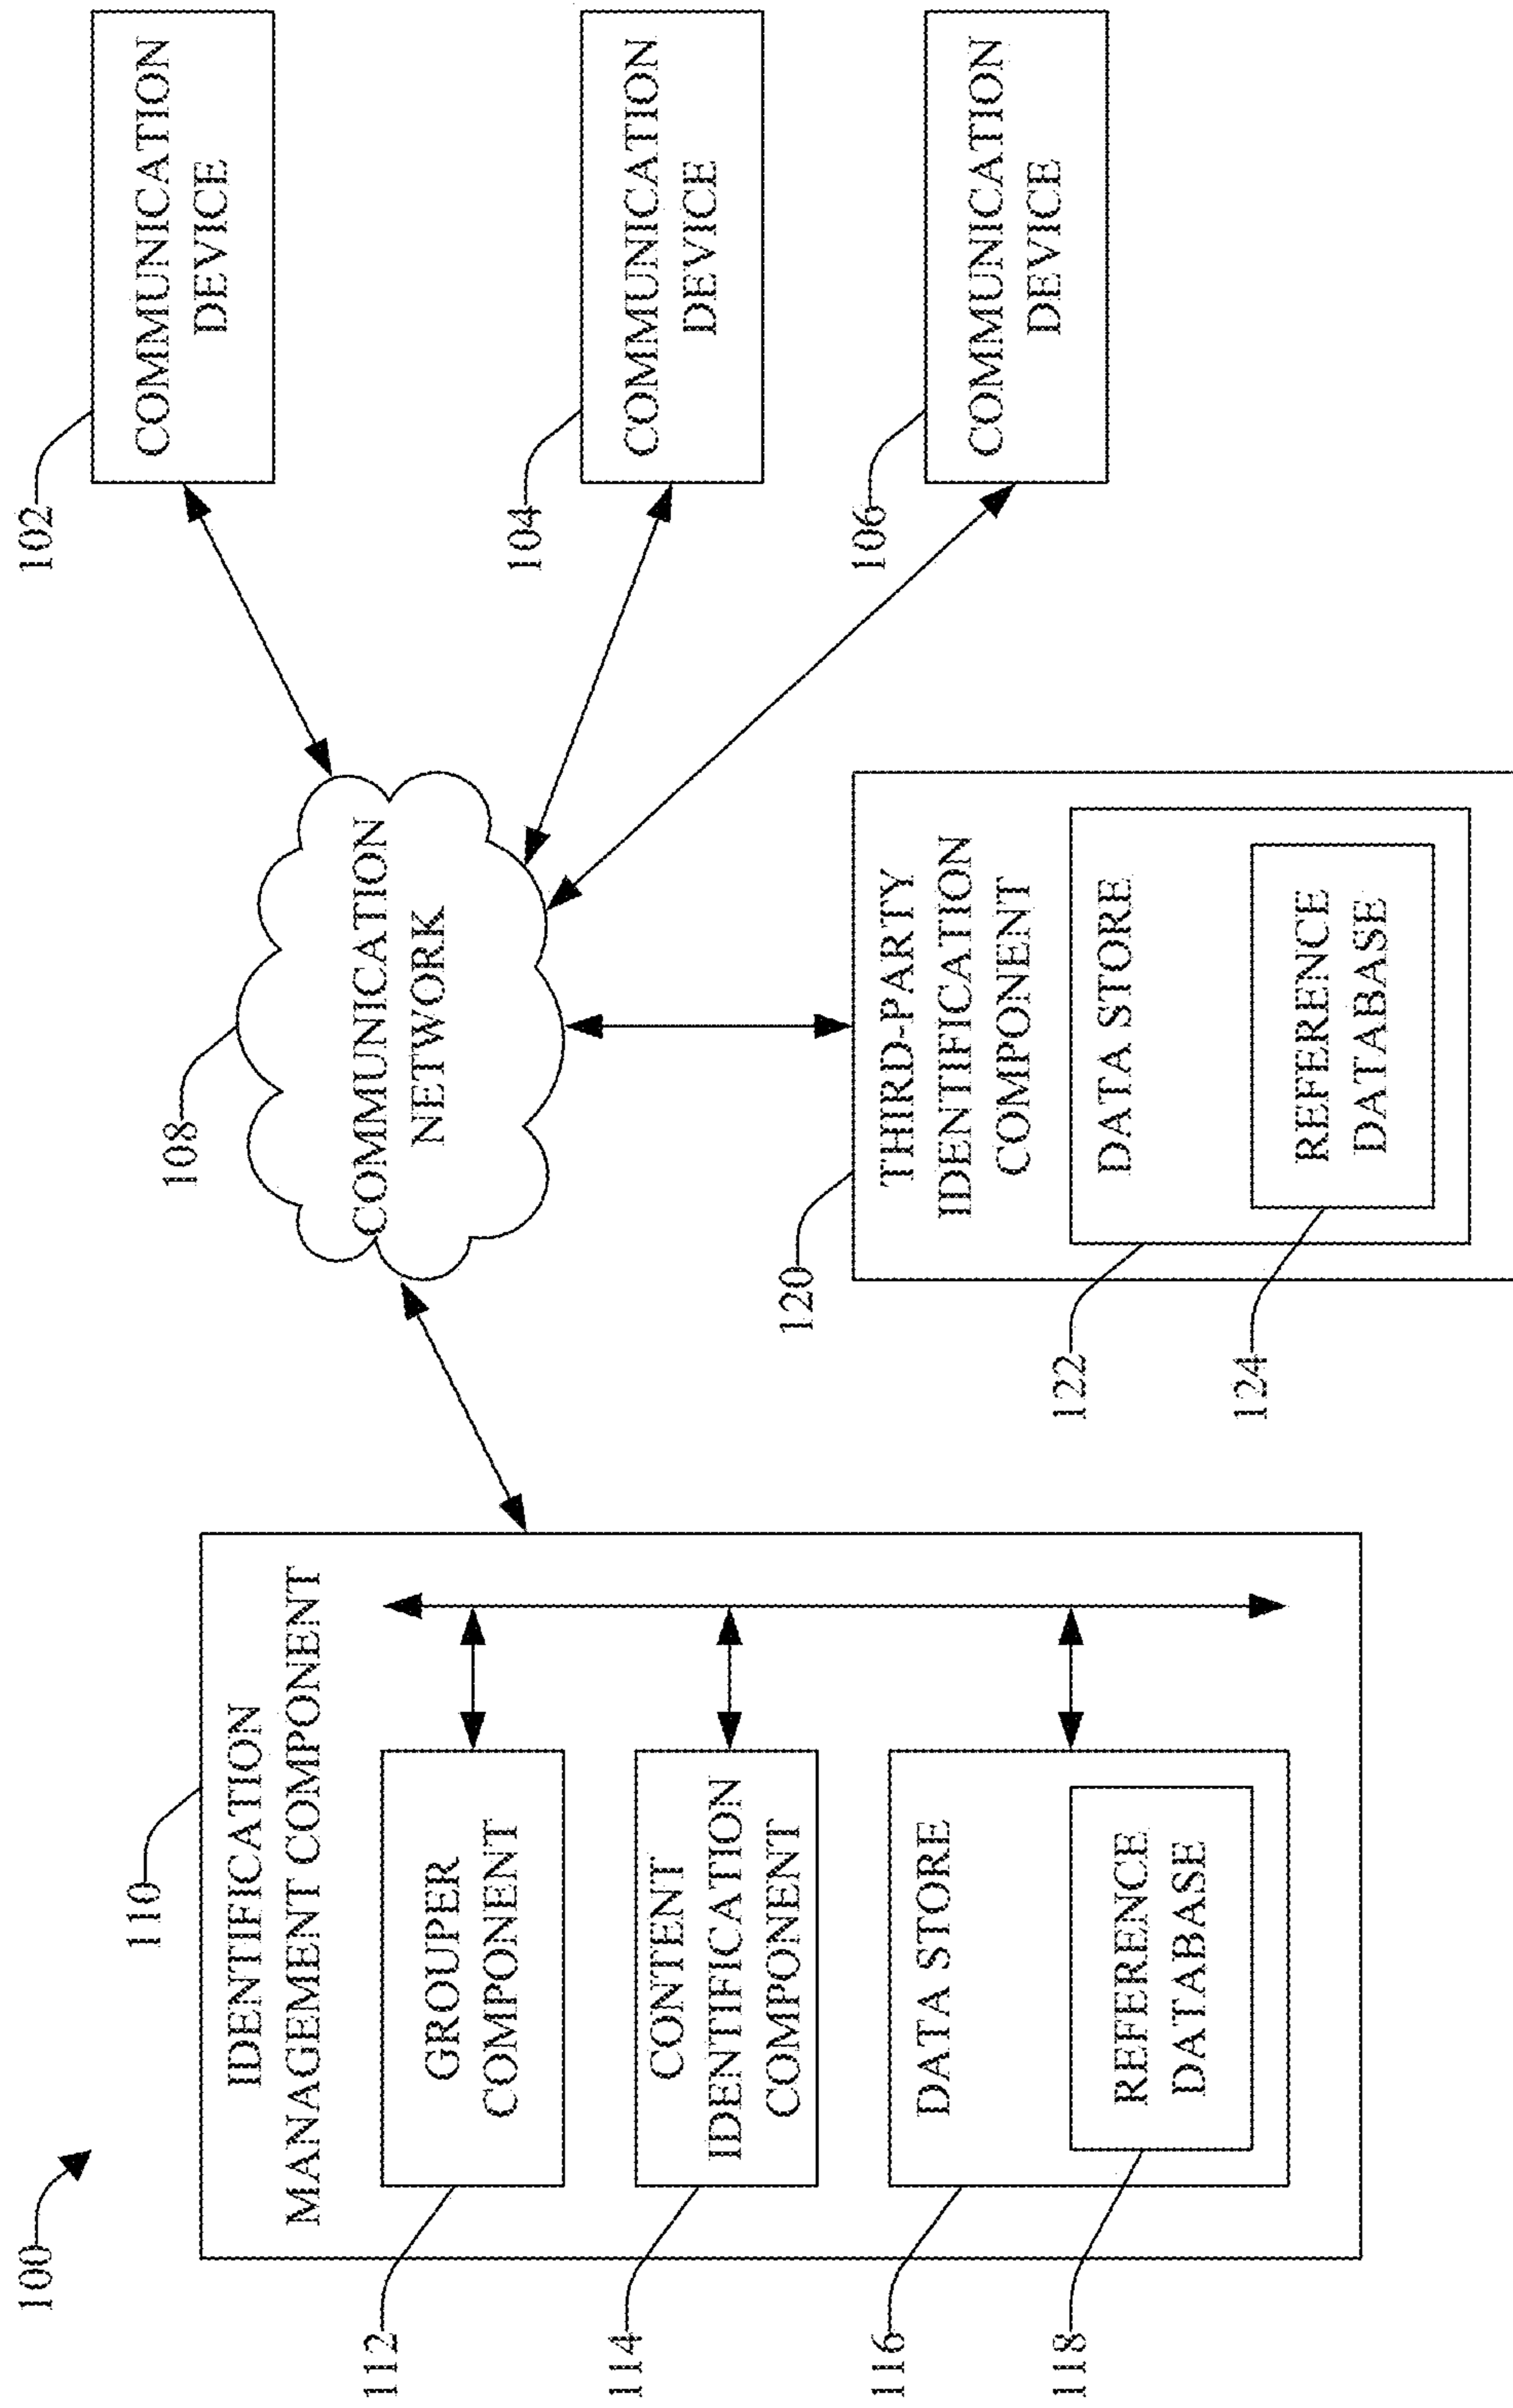 100
110
IDENTIFICATION
MANAGEMENT COMPONENT
112
GROUPER
COMPONENT
114
CONTENT
IDENTIFICATION
COMPONENT
116
DATA STORE
118
REFERENCE
DATABASE
108
COMMUNICATION
NETWORK
120
THIRD-PARTY
IDENTIFICATION
COMPONENT
122
DATA STORE
124
REFERENCE
DATABASE
102
COMMUNICATION
DEVICE
104
COMMUNICATION
DEVICE
106
COMMUNICATION
DEVICE